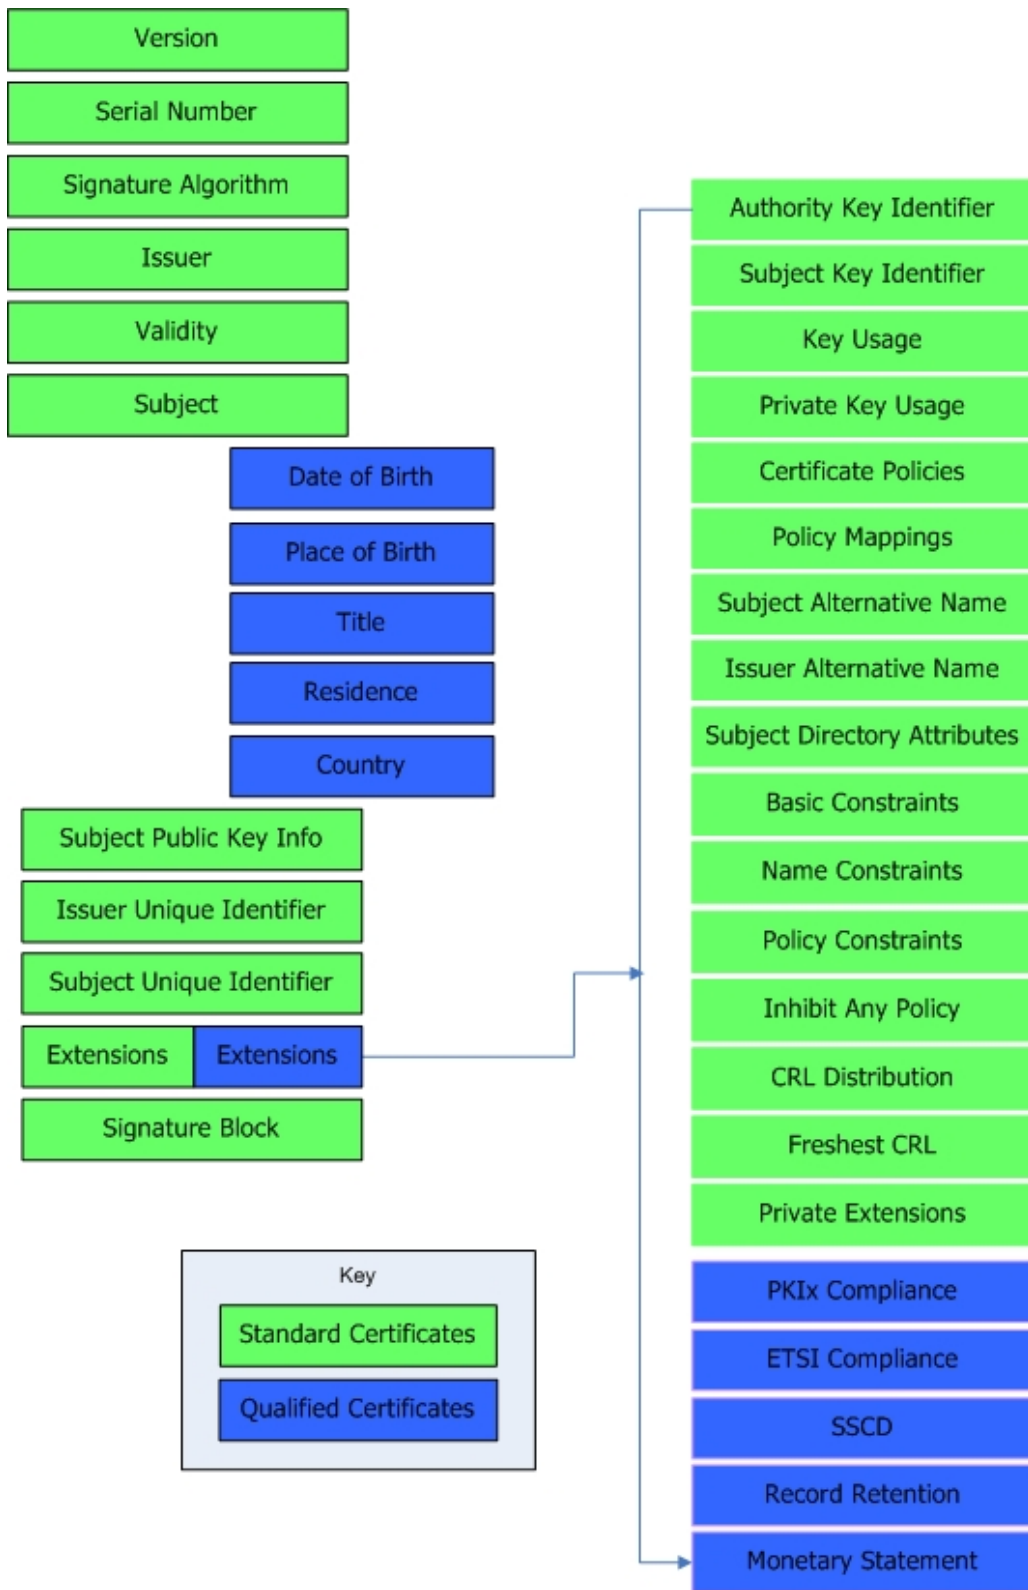 Version
Serial Number
Signature Algorithm
Issuer
Validity
Subject
Date of Birth
Place of Birth
Title
Residence
Country
Subject Public Key Info
Issuer Unique Identifier
Subject Unique Identifier
Extensions
Extensions
Signature Block
Authority Key Identifier
Subject Key Identifier
Key Usage
Private Key Usage
Certificate Policies
Policy Mappings
Subject Alternative Name
Issuer Alternative Name
Subject Directory Attributes
Basic Constraints
Name Constraints
Policy Constraints
Inhibit Any Policy
CRL Distribution
Freshest CRL
Private Extensions
PKIx Compliance
ETSI Compliance
SSCD
Record Retention
Monetary Statement
Key
Standard Certificates
Qualified Certificates